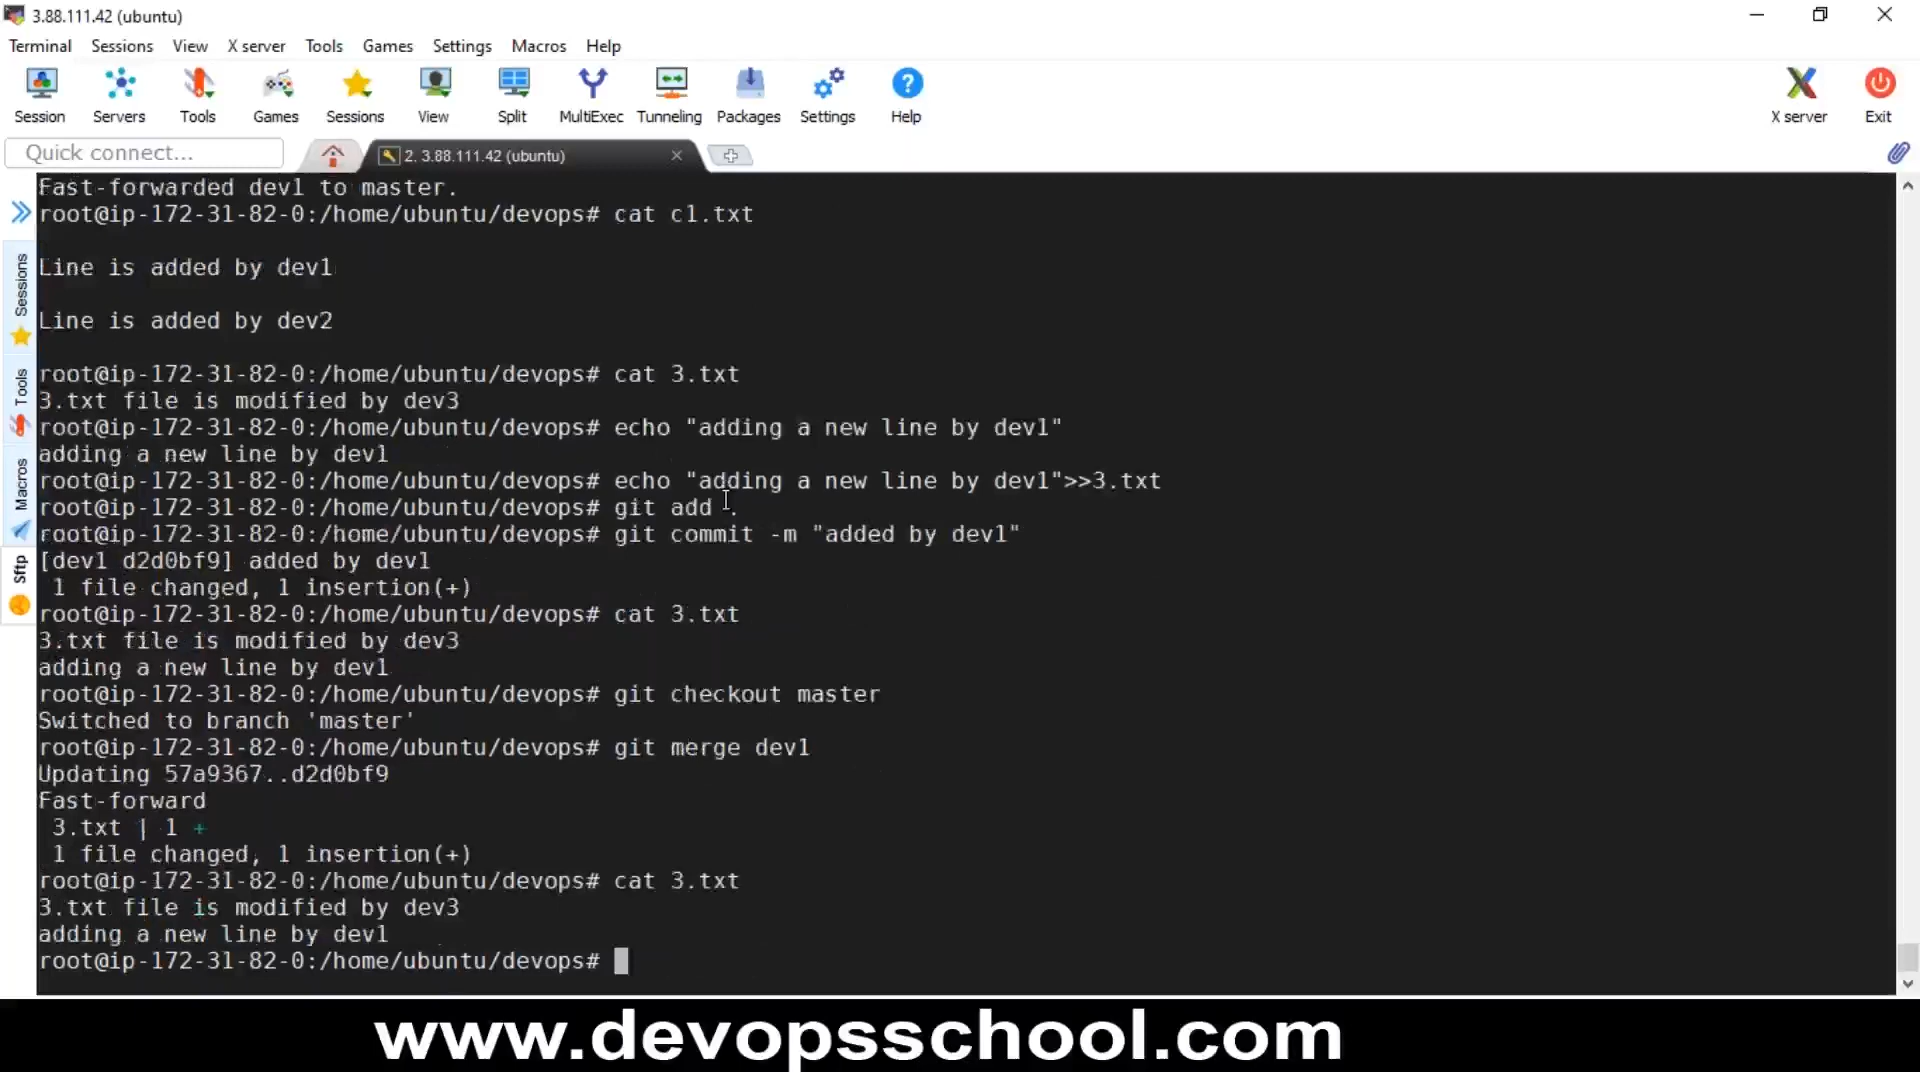 3.88.111.42 (ubuntu)
Terminal Sessions View X server Tools Games Settings Macros Help
Session Servers Tools Games Sessions View Split MultiExec Tunneling Packages Settings Help X server Exit
Quick connect...
2. 3.88.111.42 (ubuntu)
Sessions
Tools
Macros
Sftp
Fast-forwarded dev1 to master.
root@ip-172-31-82-0:/home/ubuntu/devops# cat c1.txt
Line is added by dev1
Line is added by dev2
root@ip-172-31-82-0:/home/ubuntu/devops# cat 3.txt
3.txt file is modified by dev3
root@ip-172-31-82-0:/home/ubuntu/devops# echo "adding a new line by dev1"
adding a new line by dev1
root@ip-172-31-82-0:/home/ubuntu/devops# echo "adding a new line by dev1">>3.txt
root@ip-172-31-82-0:/home/ubuntu/devops# git add .
root@ip-172-31-82-0:/home/ubuntu/devops# git commit -m "added by dev1"
[dev1 d2d0bf9] added by dev1
1 file changed, 1 insertion(+)
root@ip-172-31-82-0:/home/ubuntu/devops# cat 3.txt
3.txt file is modified by dev3
adding a new line by dev1
root@ip-172-31-82-0:/home/ubuntu/devops# git checkout master
Switched to branch 'master'
root@ip-172-31-82-0:/home/ubuntu/devops# git merge dev1
Updating 57a9367..d2d0bf9
Fast-forward
3.txt | 1 +
1 file changed, 1 insertion(+)
root@ip-172-31-82-0:/home/ubuntu/devops# cat 3.txt
3.txt file is modified by dev3
adding a new line by dev1
root@ip-172-31-82-0:/home/ubuntu/devops#
www.devopsschool.com